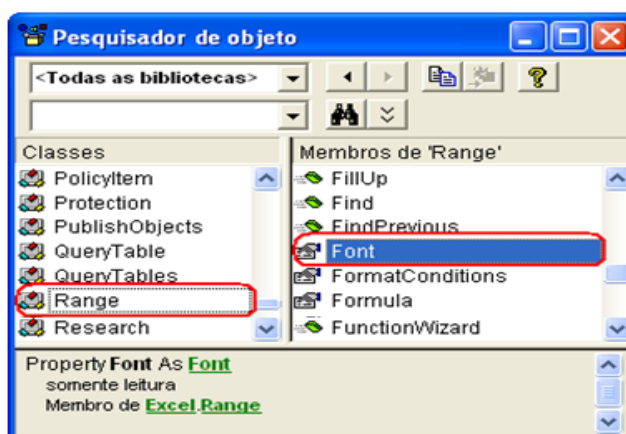 Pesquisador de objeto
<Todas as bibliotecas>
Classes
Membros de 'Range'
PolicyItem
Protection
PublishObjects
QueryTable
QueryTables
Range
Research
FillUp
Find
FindPrevious
Font
FormatConditions
Formula
FunctionWizard
Property Font As Font
somente leitura
Membro de Excel.Range